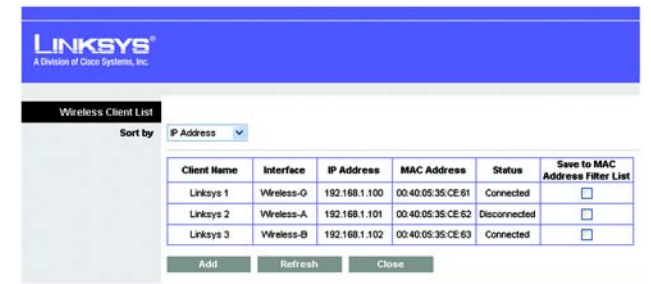 LINKSYS®
A Division of Cisco Systems, Inc.
Wireless Client List
Sort by IP Address
Client Name Interface IP Address MAC Address Status Save to MAC Address Filter List
Linksys 1 Wireless-G 192.168.1.100 00:40:05:35:CE:61 Connected
Linksys 2 Wireless-A 192.168.1.101 00:40:05:35:CE:62 Disconnected
Linksys 3 Wireless-B 192.168.1.102 00:40:05:35:CE:63 Connected
Add Refresh Close